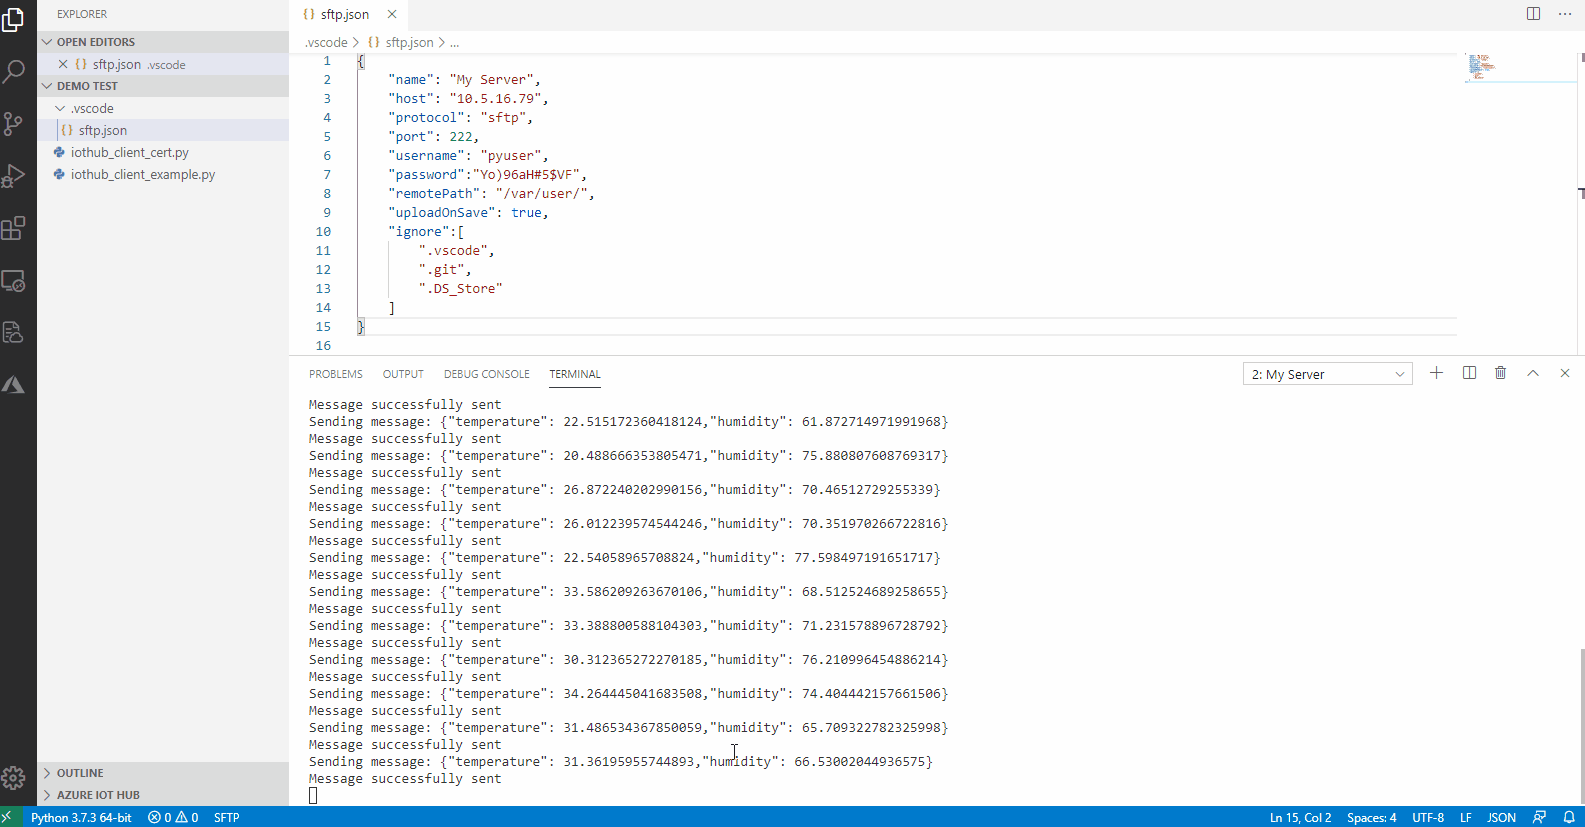 EXPLORER
OPEN EDITORS
{} sftp.json .vscode
DEMO TEST
.vscode
{} sftp.json
iothub_client_cert.py
iothub_client_example.py
OUTLINE
AZURE IOT HUB
{} sftp.json
.vscode > {} sftp.json > ...
1 {
2 "name": "My Server",
3 "host": "10.5.16.79",
4 "protocol": "sftp",
5 "port": 222,
6 "username": "pyuser",
7 "password":"Yo)96aH#5$VF",
8 "remotePath": "/var/user/",
9 "uploadOnSave": true,
10 "ignore":[
11 ".vscode",
12 ".git",
13 ".DS_Store"
14 ]
15 }
16
PROBLEMS OUTPUT DEBUG CONSOLE TERMINAL 2: My Server
Message successfully sent
Sending message: {"temperature": 22.515172360418124,"humidity": 61.872714971991968}
Message successfully sent
Sending message: {"temperature": 20.488666353805471,"humidity": 75.880807608769317}
Message successfully sent
Sending message: {"temperature": 26.872240202990156,"humidity": 70.46512729255339}
Message successfully sent
Sending message: {"temperature": 26.012239574544246,"humidity": 70.351970266722816}
Message successfully sent
Sending message: {"temperature": 22.54058965708824,"humidity": 77.598497191651717}
Message successfully sent
Sending message: {"temperature": 33.586209263670106,"humidity": 68.512524689258655}
Message successfully sent
Sending message: {"temperature": 33.388800588104303,"humidity": 71.231578896728792}
Message successfully sent
Sending message: {"temperature": 30.312365272270185,"humidity": 76.210996454886214}
Message successfully sent
Sending message: {"temperature": 34.264445041683508,"humidity": 74.404442157661506}
Message successfully sent
Sending message: {"temperature": 31.486534367850059,"humidity": 65.709322782325998}
Message successfully sent
Sending message: {"temperature": 31.36195955744893,"humidity": 66.53002044936575}
Message successfully sent
Python 3.7.3 64-bit 0 0 SFTP Ln 15, Col 2 Spaces: 4 UTF-8 LF JSON